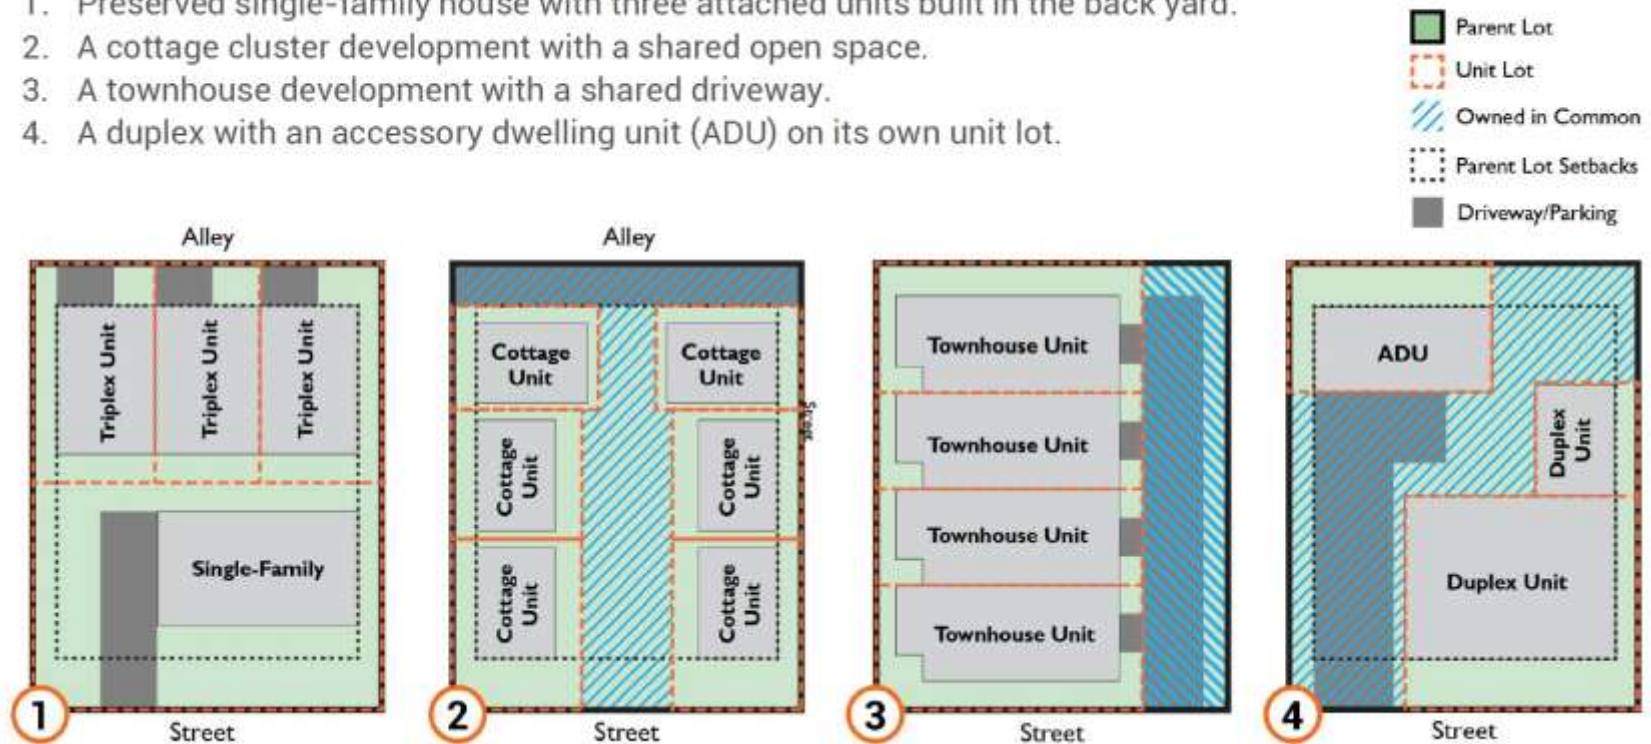 1. Preserved single-family house with three attached units built in the back yard.
2. A cottage cluster development with a shared open space.
3. A townhouse development with a shared driveway.
4. A duplex with an accessory dwelling unit (ADU) on its own unit lot.
Parent Lot
Unit Lot
Owned in Common
Parent Lot Setbacks
Driveway/Parking
Alley
Triplex Unit
Triplex Unit
Triplex Unit
Single-Family
1
Street
Alley
Cottage
Unit
Cottage
Unit
Cottage
Unit
Cottage
Unit
Cottage
Unit
Cottage
Unit
Street
2
Street
Townhouse Unit
Townhouse Unit
Townhouse Unit
Townhouse Unit
3
Street
ADU
Duplex
Unit
Duplex Unit
4
Street